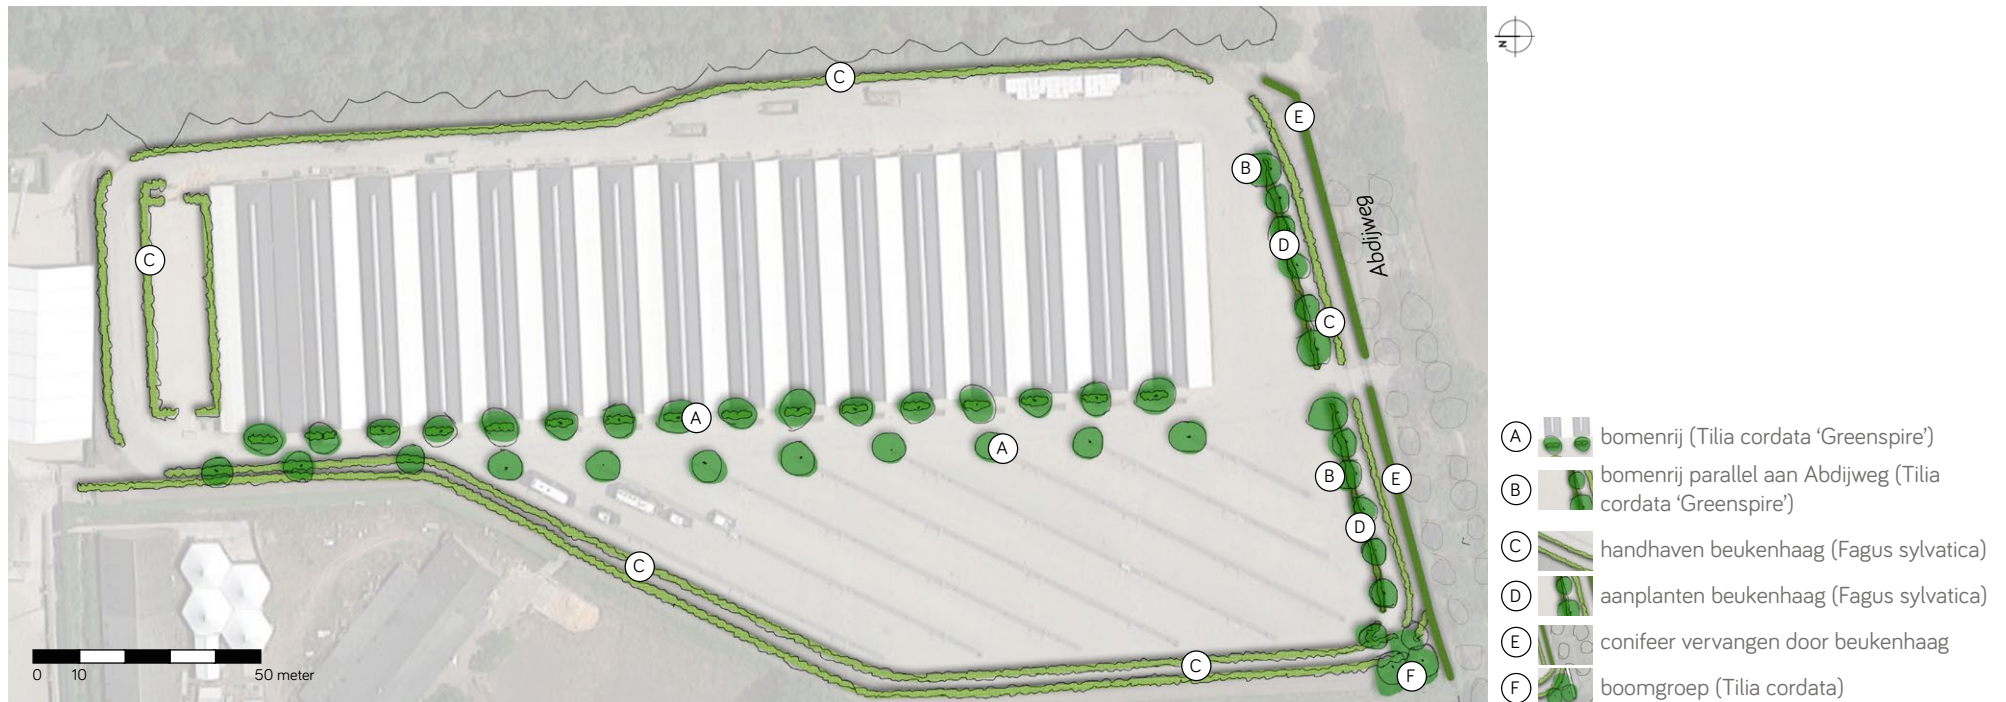 N
C
E
B
Abdijweg
D
C
C
A
A
B
E
D
C
C
F
0 10 50 meter
A bomenrij (Tilia cordata ‘Greenspire’)
B bomenrij parallel aan Abdijweg (Tilia
cordata ‘Greenspire’)
C handhaven beukenhaag (Fagus sylvatica)
D aanplanten beukenhaag (Fagus sylvatica)
E conifeer vervangen door beukenhaag
F boomgroep (Tilia cordata)